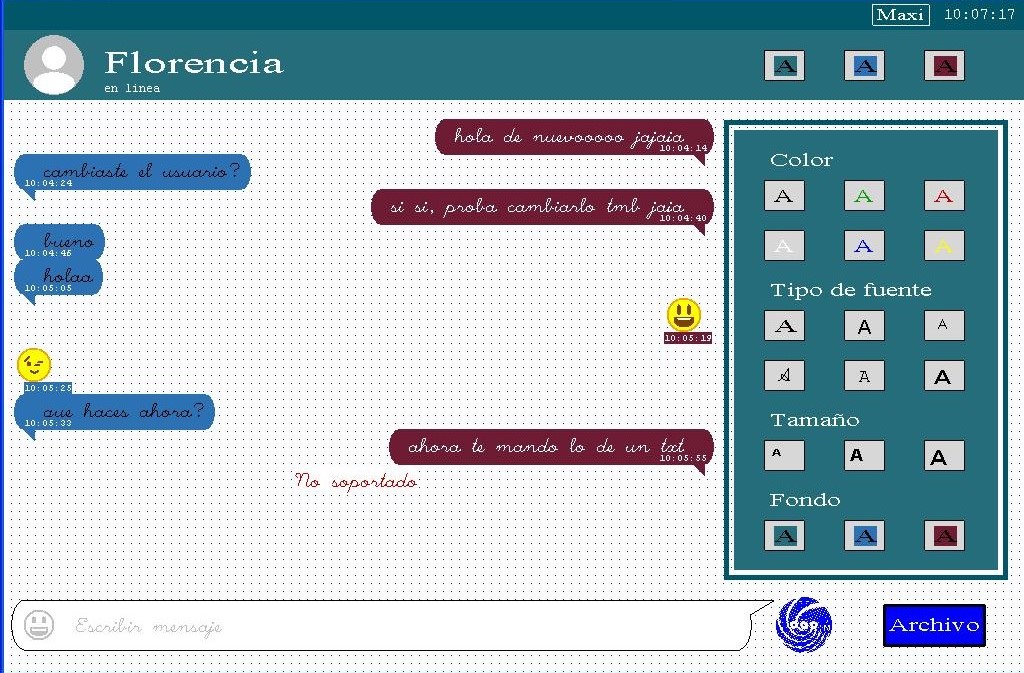 Maxi 10:07:17
Florencia
en linea
A A A
hola de nuevooooo jajaia
10:04:14
cambiaste el usuario?
10:04:24
si si, proba cambiarlo tmb jaia
10:04:40
bueno
10:04:46
holaa
10:05:05
10:05:19
10:05:25
que haces ahora?
10:05:33
ahora te mando lo de un txt
10:05:55
No soportado
Color
A A A
A A A
Tipo de fuente
A A A
A A A
Tamaño
A A A
Fondo
A A A
Escribir mensaje
Archivo